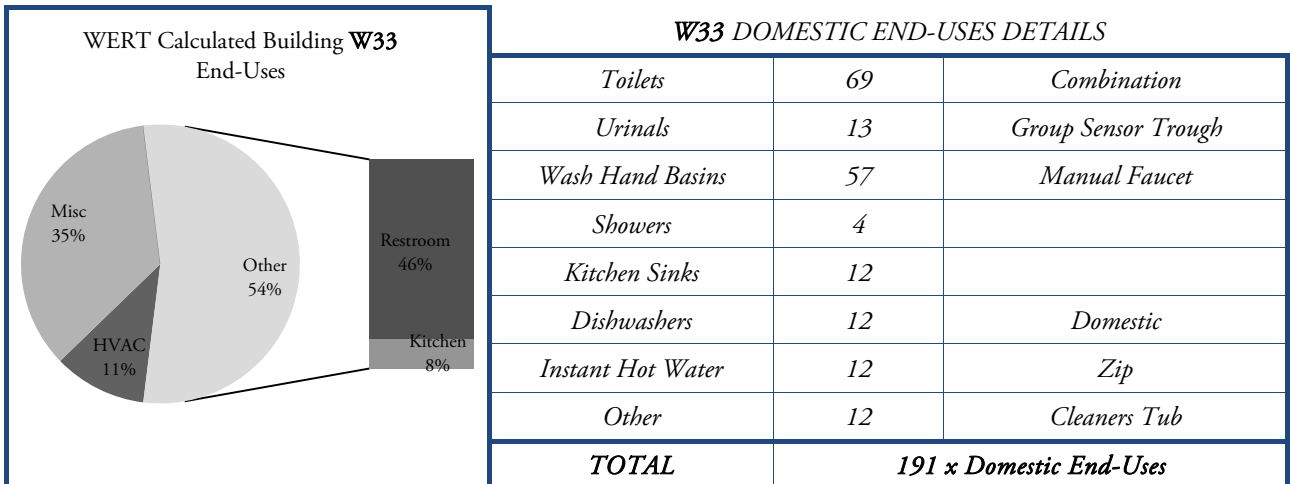 WERT Calculated Building W33
End-Uses
Misc
35%
HVAC
11%
Other
54%
Restroom
46%
Kitchen
8%
W33 DOMESTIC END-USES DETAILS
Toilets 69 Combination
Urinals 13 Group Sensor Trough
Wash Hand Basins 57 Manual Faucet
Showers 4
Kitchen Sinks 12
Dishwashers 12 Domestic
Instant Hot Water 12 Zip
Other 12 Cleaners Tub
TOTAL 191 x Domestic End-Uses